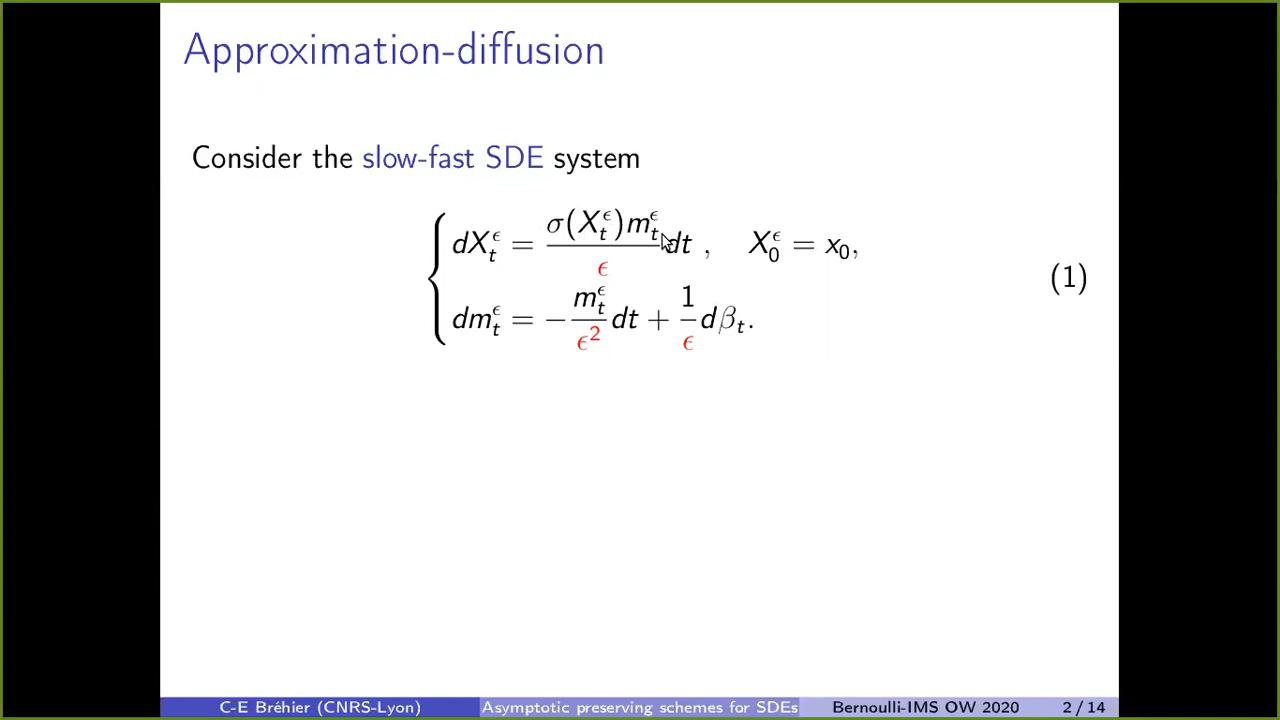 Approximation-diffusion
Consider the slow-fast SDE system
dX_t^ϵ = σ(X_t^ϵ)m_t^ϵ / ϵ dt , X_0^ϵ = x_0,
(1)
dm_t^ϵ = − m_t^ϵ / ϵ^2 dt + 1 / ϵ dβ_t.
C-E Bréhier (CNRS-Lyon) Asymptotic preserving schemes for SDEs Bernoulli-IMS OW 2020 2 / 14